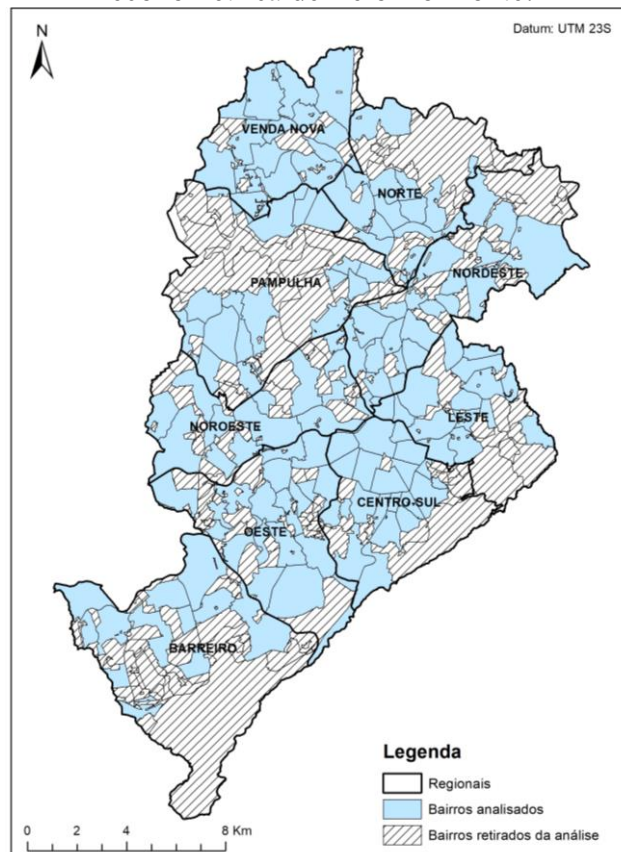 Datum: UTM 23S
N
VENDA NOVA
NORTE
PAMPULHA
NORDESTE
NOROESTE
LESTE
CENTRO-SUL
OESTE
BARREIRO
Legenda
Regionais
Bairros analisados
Bairros retirados da análise
0 2 4 8 Km